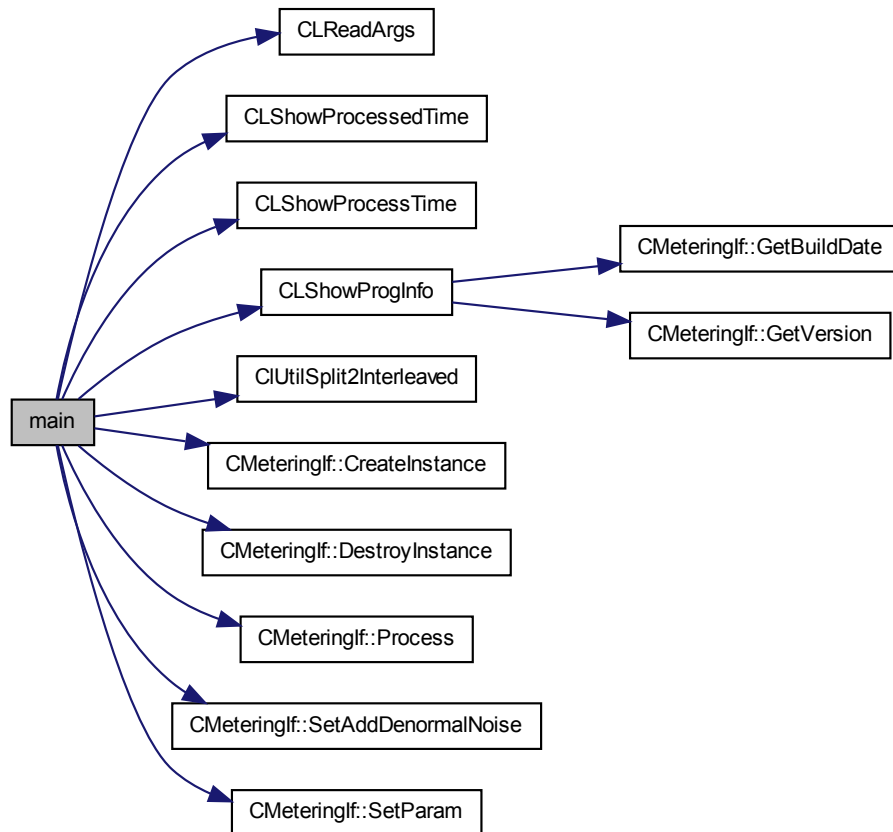 CLReadArgs
CLShowProcessedTime
CLShowProcessTime
CMeteringIf::GetBuildDate
CLShowProgInfo
CMeteringIf::GetVersion
ClUtilSplit2Interleaved
main
CMeteringIf::CreateInstance
CMeteringIf::DestroyInstance
CMeteringIf::Process
CMeteringIf::SetAddDenormalNoise
CMeteringIf::SetParam